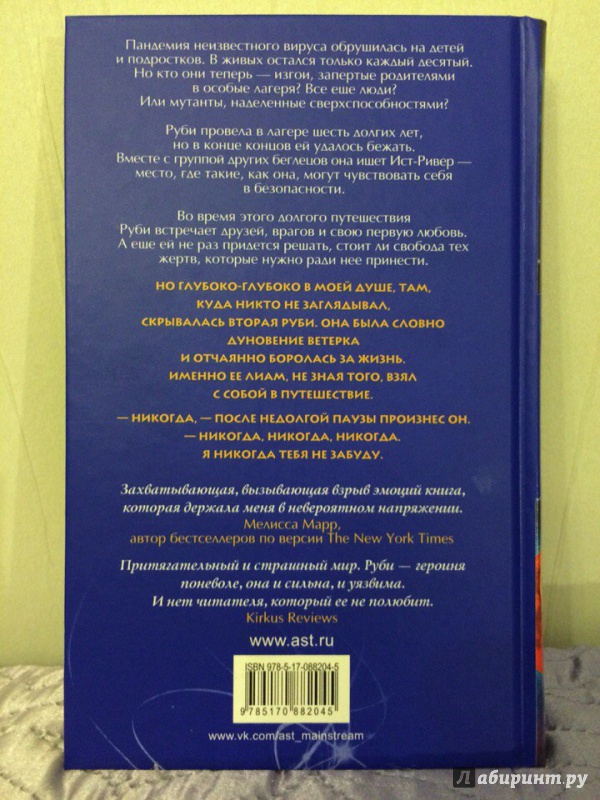 Пандемия неизвестного вируса обрушилась на детей
и подростков. В живых остался только каждый десятый.
Но кто они теперь — изгои, запертые родителями
в особые лагеря? Все еще люди?
Или мутанты, наделенные сверхспособностями?
Руби провела в лагере шесть долгих лет,
но в конце концов ей удалось бежать.
Вместе с группой других беглецов она ищет Ист-Ривер —
место, где такие, как она, могут чувствовать себя
в безопасности.
Во время этого долгого путешествия
Руби встречает друзей, врагов и свою первую любовь.
А еще ей не раз придется решать, стоит ли свобода тех
жертв, которые нужно ради нее принести.
НО ГЛУБОКО-ГЛУБОКО В МОЕЙ ДУШЕ, ТАМ,
КУДА НИКТО НЕ ЗАГЛЯДЫВАЛ,
СКРЫВАЛАСЬ ВТОРАЯ РУБИ. ОНА БЫЛА СЛОВНО
ДУНОВЕНИЕ ВЕТЕРКА
И ОТЧАЯННО БОРОЛАСЬ ЗА ЖИЗНЬ.
ИМЕННО ЕЕ ЛИАМ, НЕ ЗНАЯ ТОГО, ВЗЯЛ
С СОБОЙ В ПУТЕШЕСТВИЕ.
— НИКОГДА, — ПОСЛЕ НЕДОЛГОЙ ПАУЗЫ ПРОИЗНЕС ОН.
— НИКОГДА, НИКОГДА, НИКОГДА.
Я НИКОГДА ТЕБЯ НЕ ЗАБУДУ.
Захватывающая, вызывающая взрыв эмоций книга,
которая держала меня в невероятном напряжении.
Мелисса Марр,
автор бестселлеров по версии The New York Times
Притягательный и страшный мир. Руби — героиня
поневоле, она и сильна, и уязвима.
И нет читателя, который ее не полюбит.
Kirkus Reviews
www.ast.ru
ISBN 978-5-17-088204-5
9785170882045
www.vk.com/ast_mainstream
лабиринт.ру